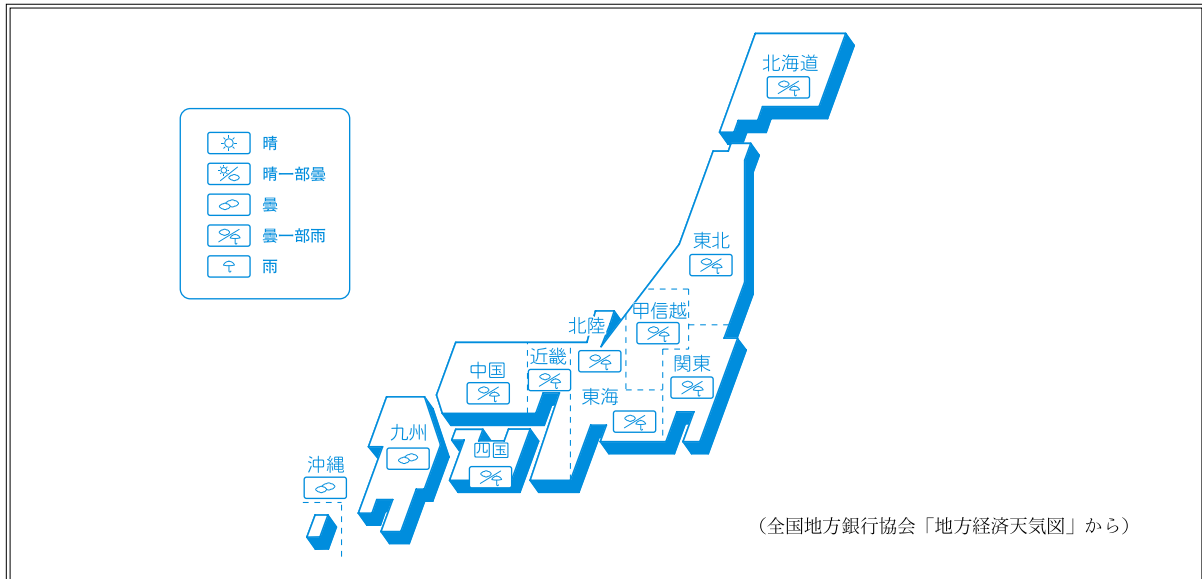 北海道
晴
晴一部曇
曇
曇一部雨
雨
東北
甲信越
北陸
近畿
関東
中国
東海
九州
四国
沖縄
（全国地方銀行協会「地方経済天気図」から）